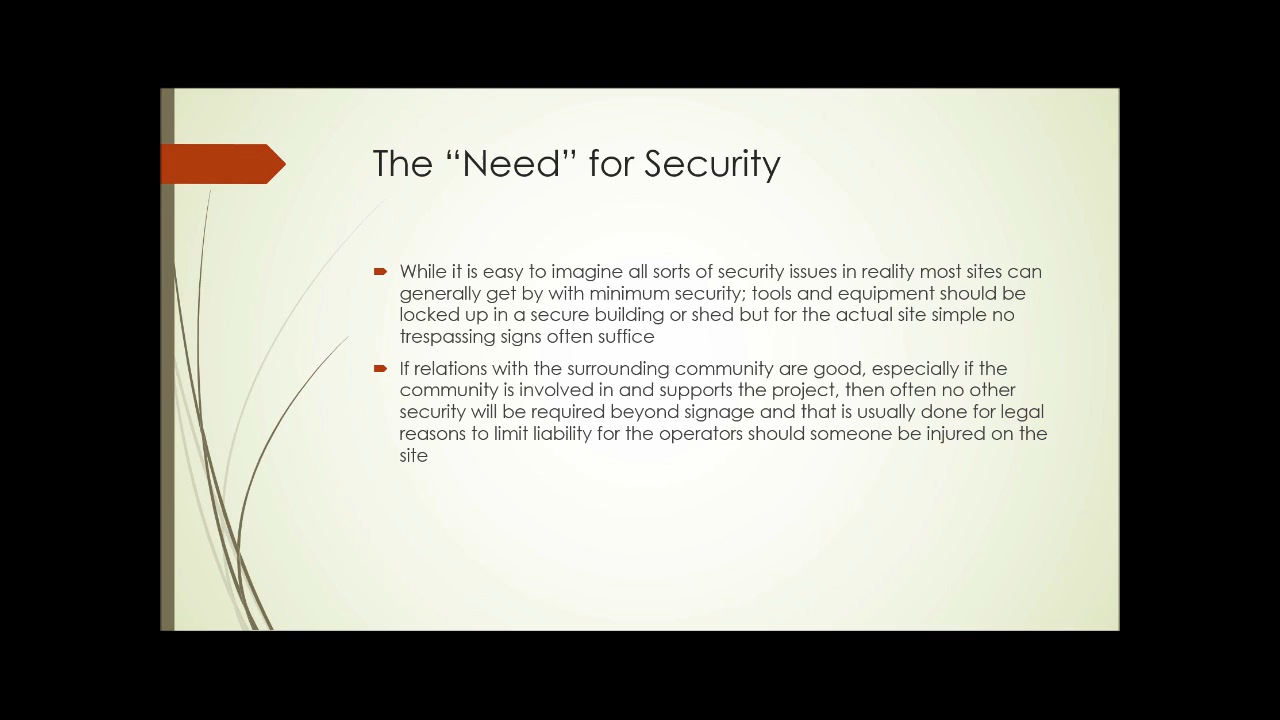 The “Need” for Security
While it is easy to imagine all sorts of security issues in reality most sites can
generally get by with minimum security; tools and equipment should be
locked up in a secure building or shed but for the actual site simple no
trespassing signs often suffice
If relations with the surrounding community are good, especially if the
community is involved in and supports the project, then often no other
security will be required beyond signage and that is usually done for legal
reasons to limit liability for the operators should someone be injured on the
site